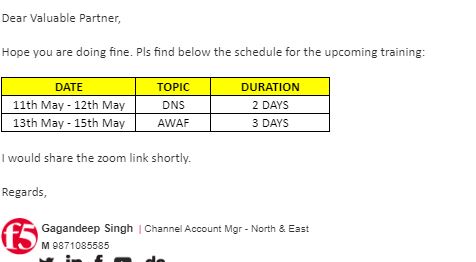 Dear Valuable Partner,
Hope you are doing fine. Pls find below the schedule for the upcoming training:
DATE TOPIC DURATION
11th May - 12th May DNS 2 DAYS
13th May - 15th May AWAF 3 DAYS
I would share the zoom link shortly.
Regards,
f5 Gagandeep Singh | Channel Account Mgr - North & East
M 9871085585